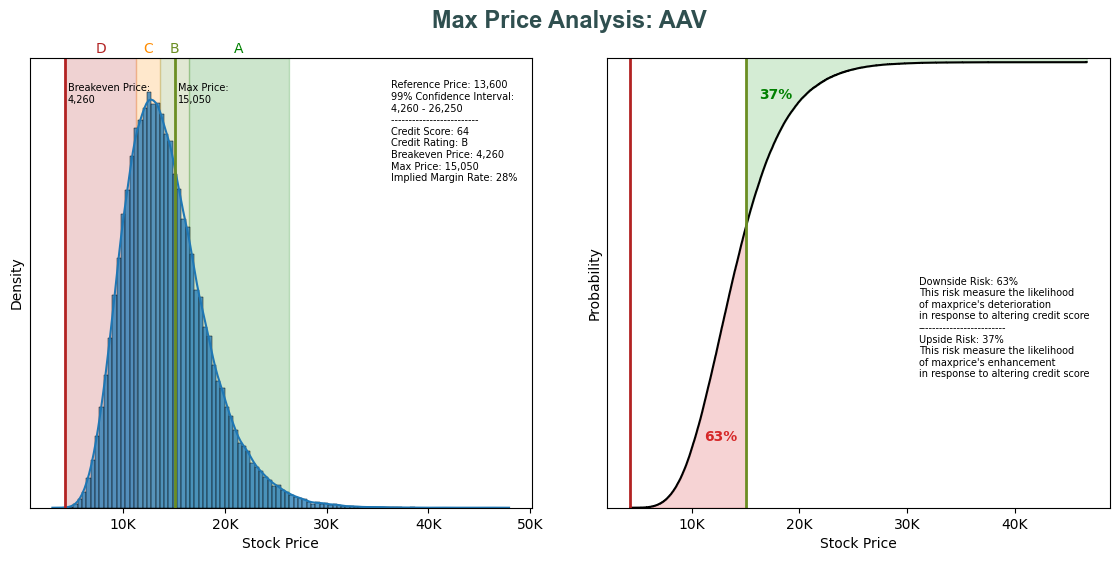 Max Price Analysis: AAV
D C B A
Breakeven Price:
4,260
Max Price:
15,050
Reference Price: 13,600
99% Confidence Interval:
4,260 - 26,250
-------------------------
Credit Score: 64
Credit Rating: B
Breakeven Price: 4,260
Max Price: 15,050
Implied Margin Rate: 28%
Density
10K 20K 30K 40K 50K
Stock Price
37%
63%
Downside Risk: 63%
This risk measure the likelihood
of maxprice's deterioration
in response to altering credit score
-------------------------
Upside Risk: 37%
This risk measure the likelihood
of maxprice's enhancement
in response to altering credit score
Probability
10K 20K 30K 40K
Stock Price